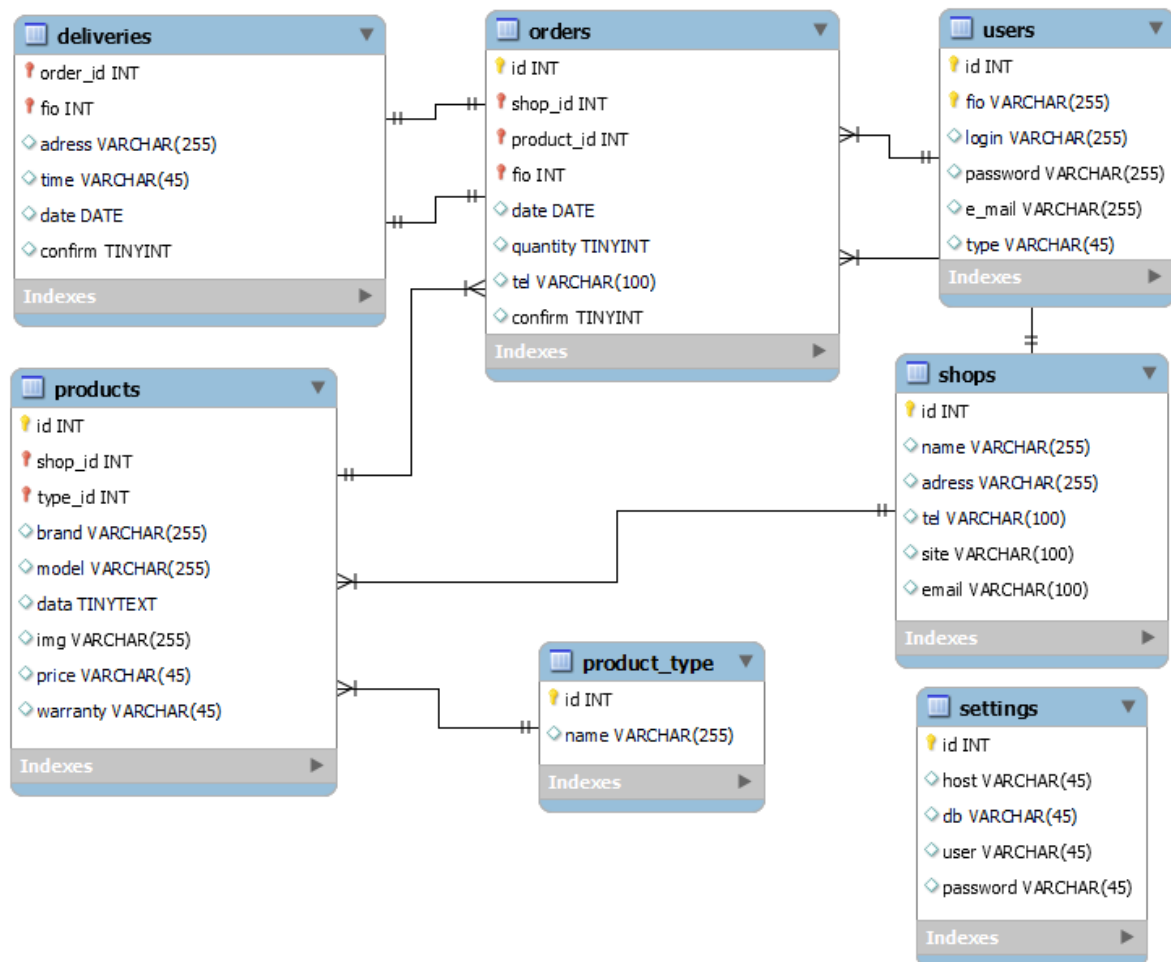 deliveries
order_id INT
fio INT
adress VARCHAR(255)
time VARCHAR(45)
date DATE
confirm TINYINT
Indexes
orders
id INT
shop_id INT
product_id INT
fio INT
date DATE
quantity TINYINT
tel VARCHAR(100)
confirm TINYINT
Indexes
users
id INT
fio VARCHAR(255)
login VARCHAR(255)
password VARCHAR(255)
e_mail VARCHAR(255)
type VARCHAR(45)
Indexes
products
id INT
shop_id INT
type_id INT
brand VARCHAR(255)
model VARCHAR(255)
data TINYTEXT
img VARCHAR(255)
price VARCHAR(45)
warranty VARCHAR(45)
Indexes
shops
id INT
name VARCHAR(255)
adress VARCHAR(255)
tel VARCHAR(100)
site VARCHAR(100)
email VARCHAR(100)
Indexes
product_type
id INT
name VARCHAR(255)
Indexes
settings
id INT
host VARCHAR(45)
db VARCHAR(45)
user VARCHAR(45)
password VARCHAR(45)
Indexes